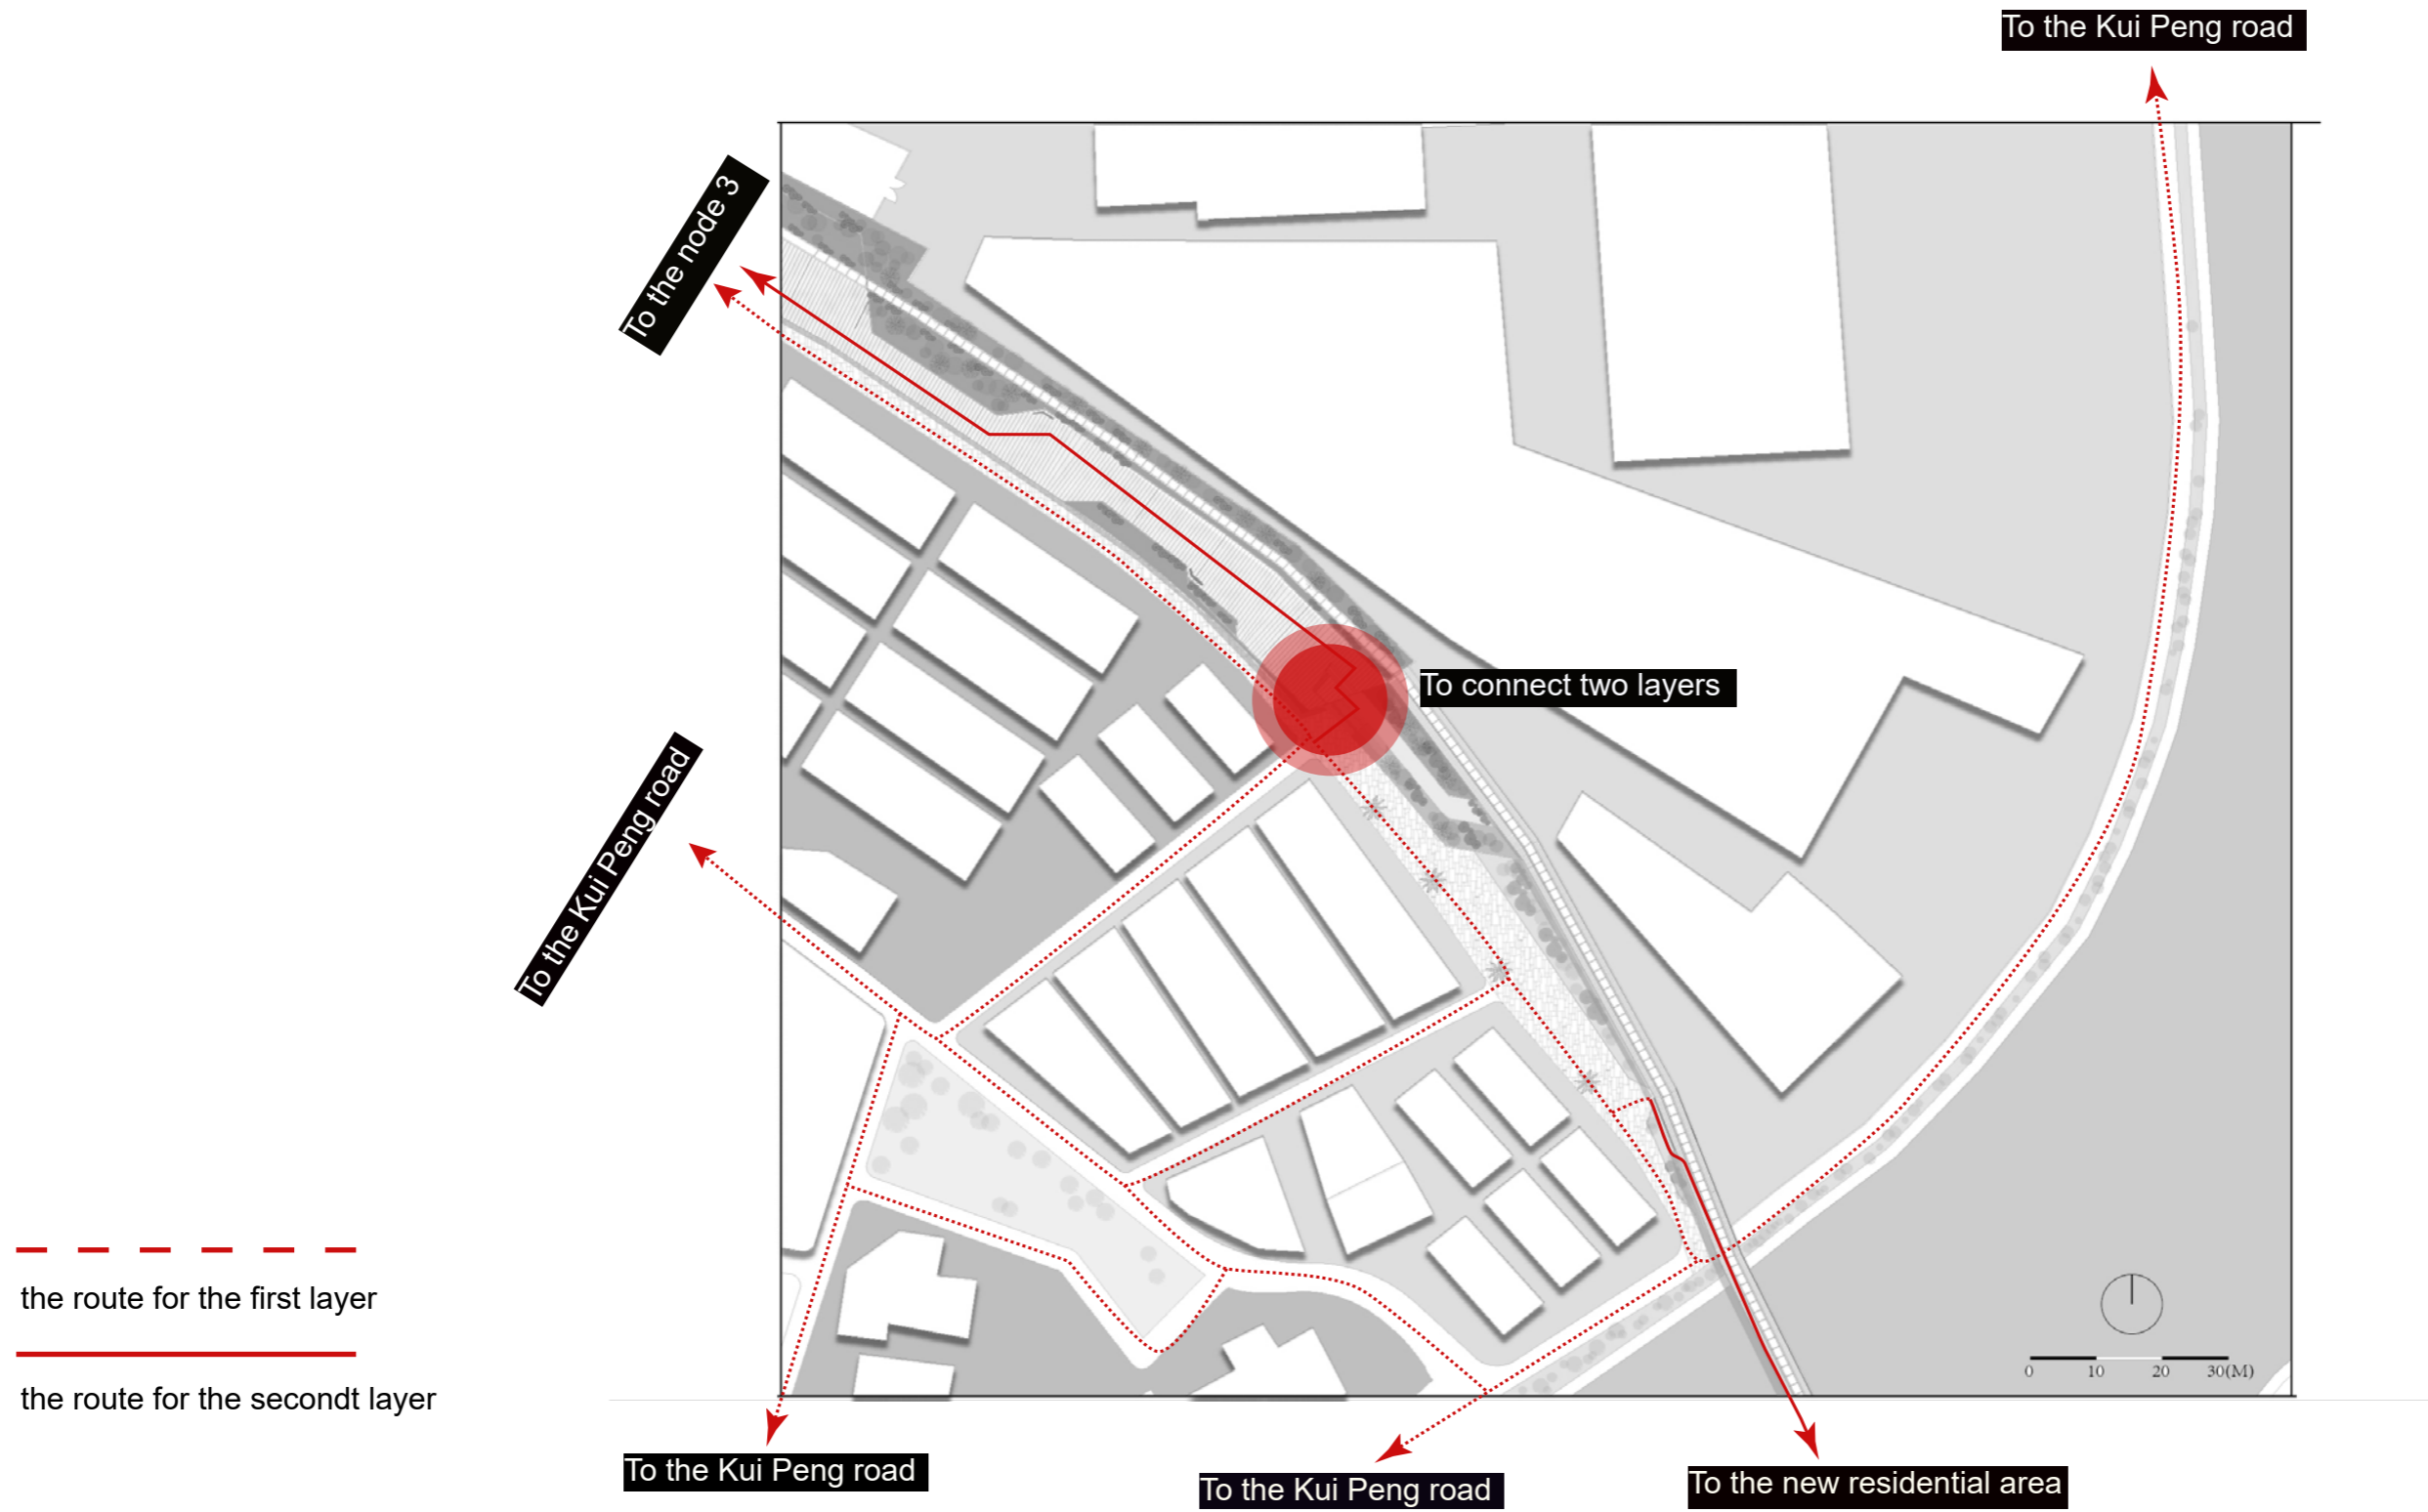 To the Kui Peng road
To the node 3
To connect two layers
To the Kui Peng road
the route for the first layer
the route for the secondt layer
0 10 20 30(M)
To the Kui Peng road
To the Kui Peng road
To the new residential area